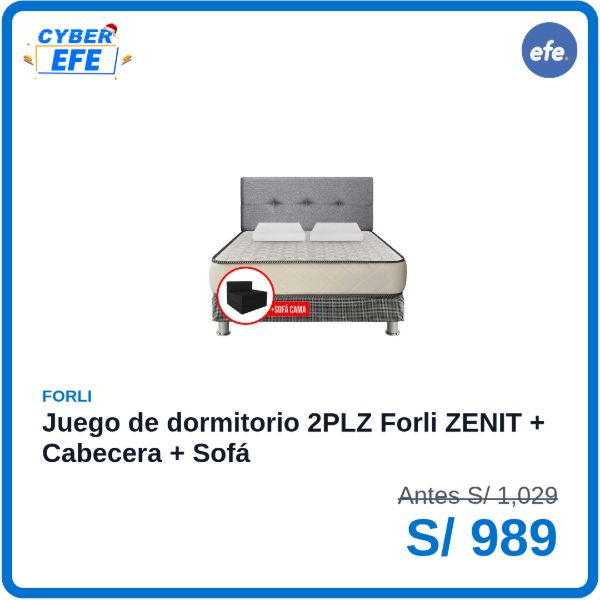 CYBER
EFE
efe.
+SOFÁ CAMA
FORLI
Juego de dormitorio 2PLZ Forli ZENIT +
Cabecera + Sofá
Antes S/ 1,029
S/ 989